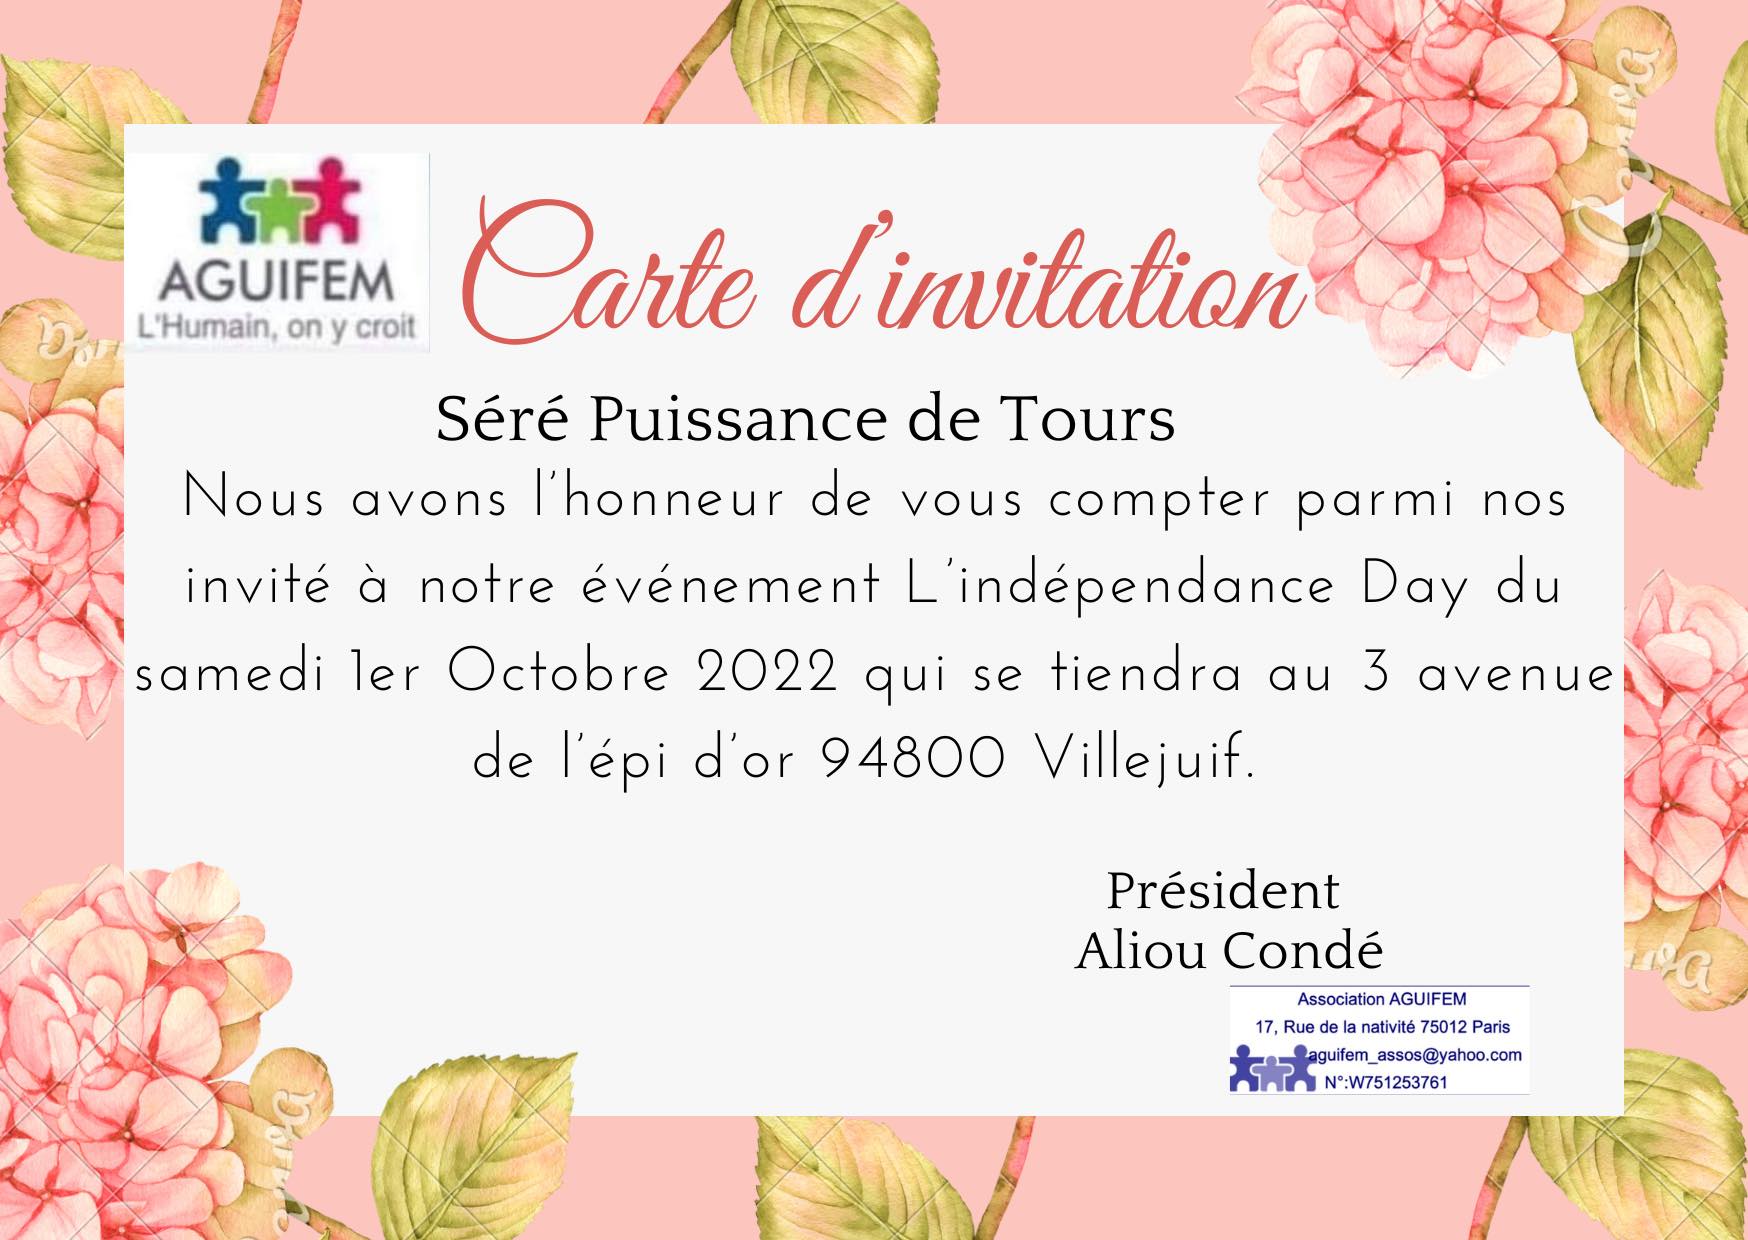 AGUIFEM
L'Humain, on y croit
Carte d'invitation
Séré Puissance de Tours
Nous avons l'honneur de vous compter parmi nos
invité à notre événement L'indépendance Day du
samedi 1er Octobre 2022 qui se tiendra au 3 avenue
de l'épi d'or 94800 Villejuif.
Président
Aliou Condé
Association AGUIFEM
17, Rue de la nativité 75012 Paris
aguifem_assos@yahoo.com
N°:W751253761